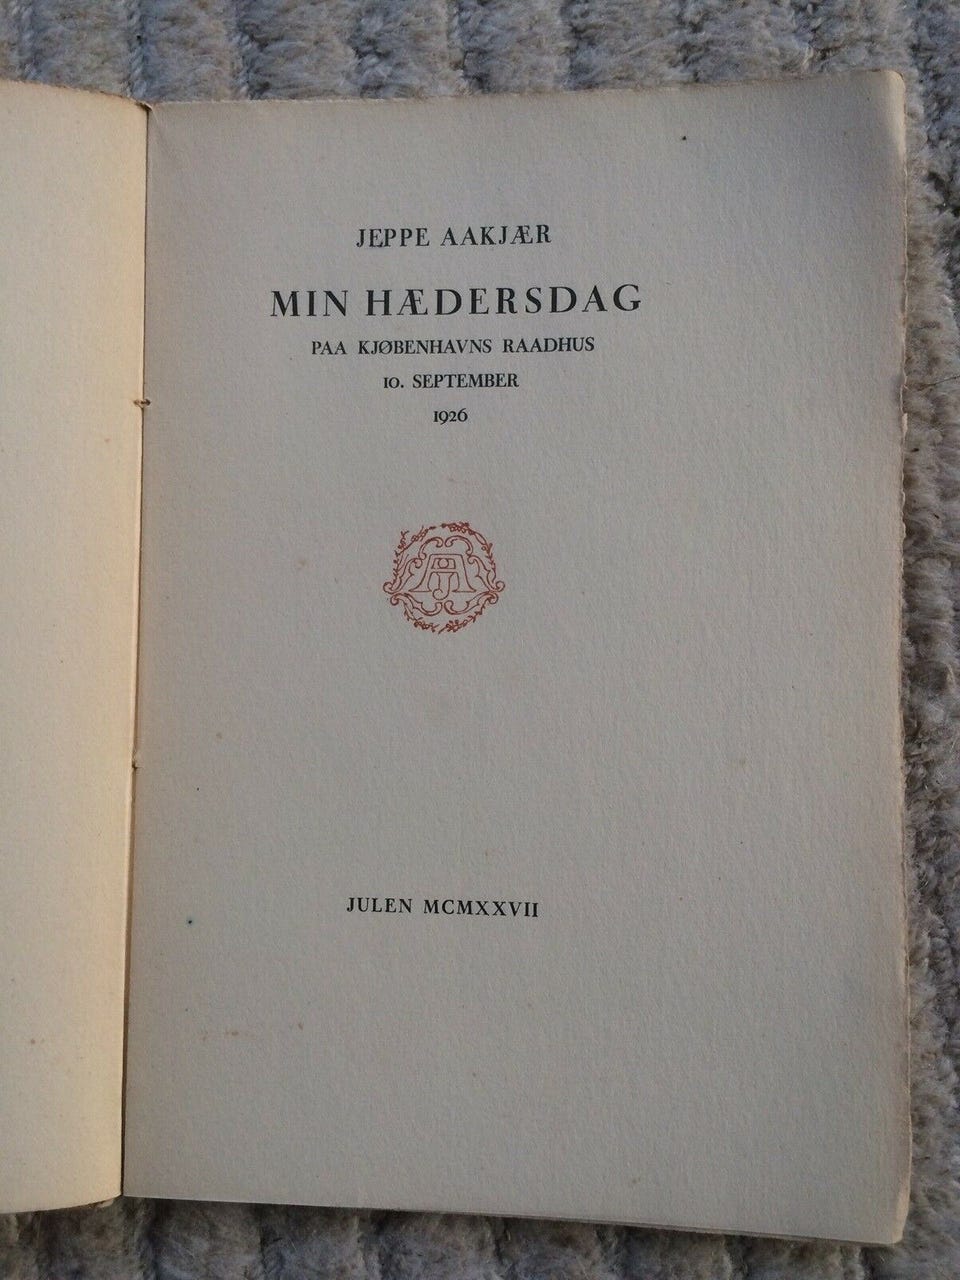 JEPPE AAKJÆR
MIN HÆDERSDAG
PAA KJØBENHAVNS RAADHUS
10. SEPTEMBER
1926
JULEN MCMXXVII